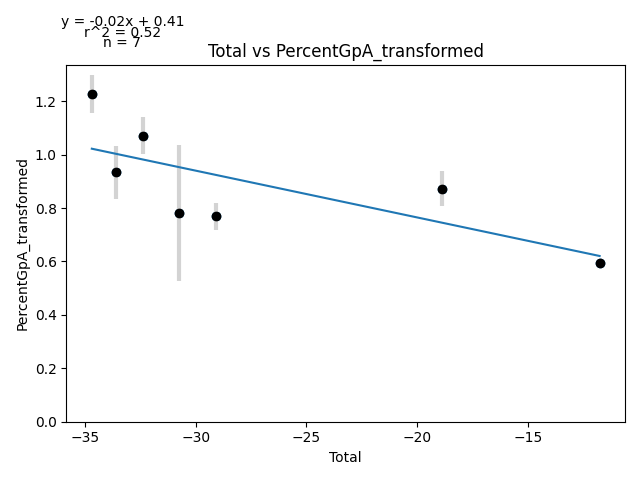 y = -0.02x + 0.41
r^2 = 0.52
n = 7
Total vs PercentGpA_transformed
PercentGpA_transformed
1.2
1.0
0.8
0.6
0.4
0.2
0.0
−35
−30
−25
−20
−15
Total